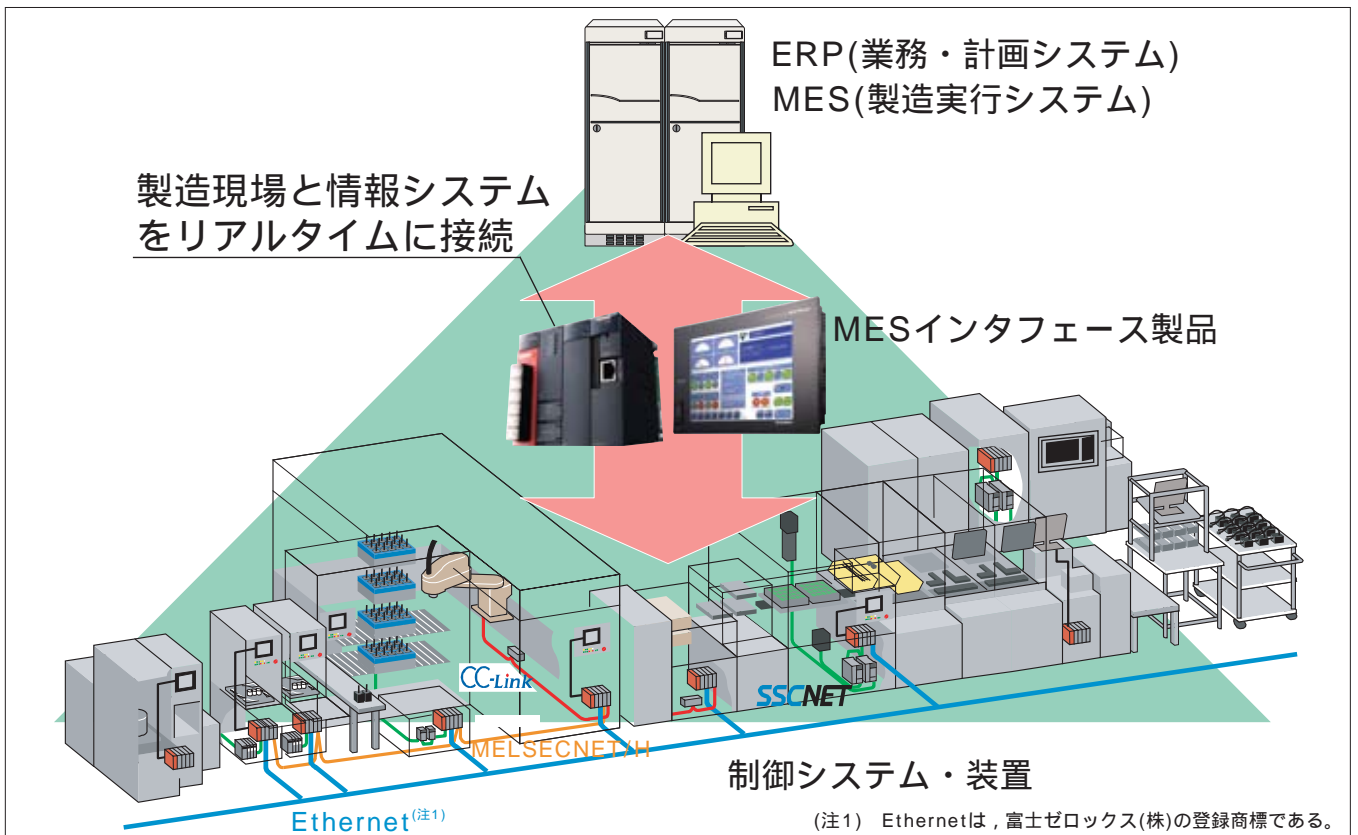 ERP(業務・計画システム)
MES(製造実行システム)
製造現場と情報システム
をリアルタイムに接続
MESインタフェース製品
CC-Link
SSCNET
MELSECNET/H
制御システム・装置
Ethernet(注1)
(注1) Ethernetは，富士ゼロックス(株)の登録商標である。